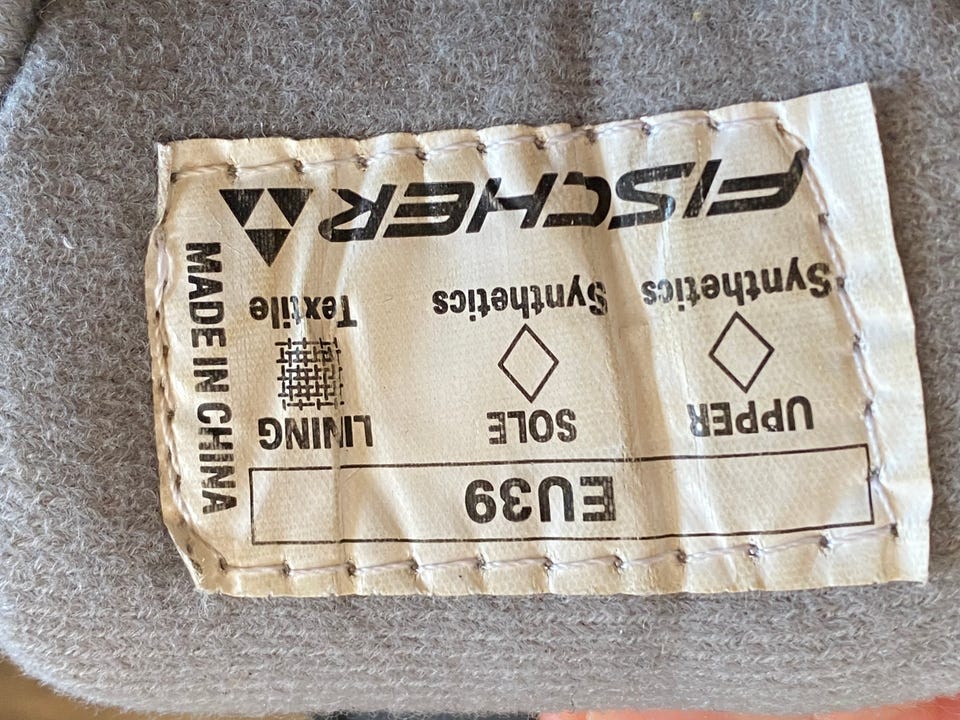 EU39
UPPER SOLE LINING
Synthetics Synthetics Textile
FISCHER
MADE IN CHINA